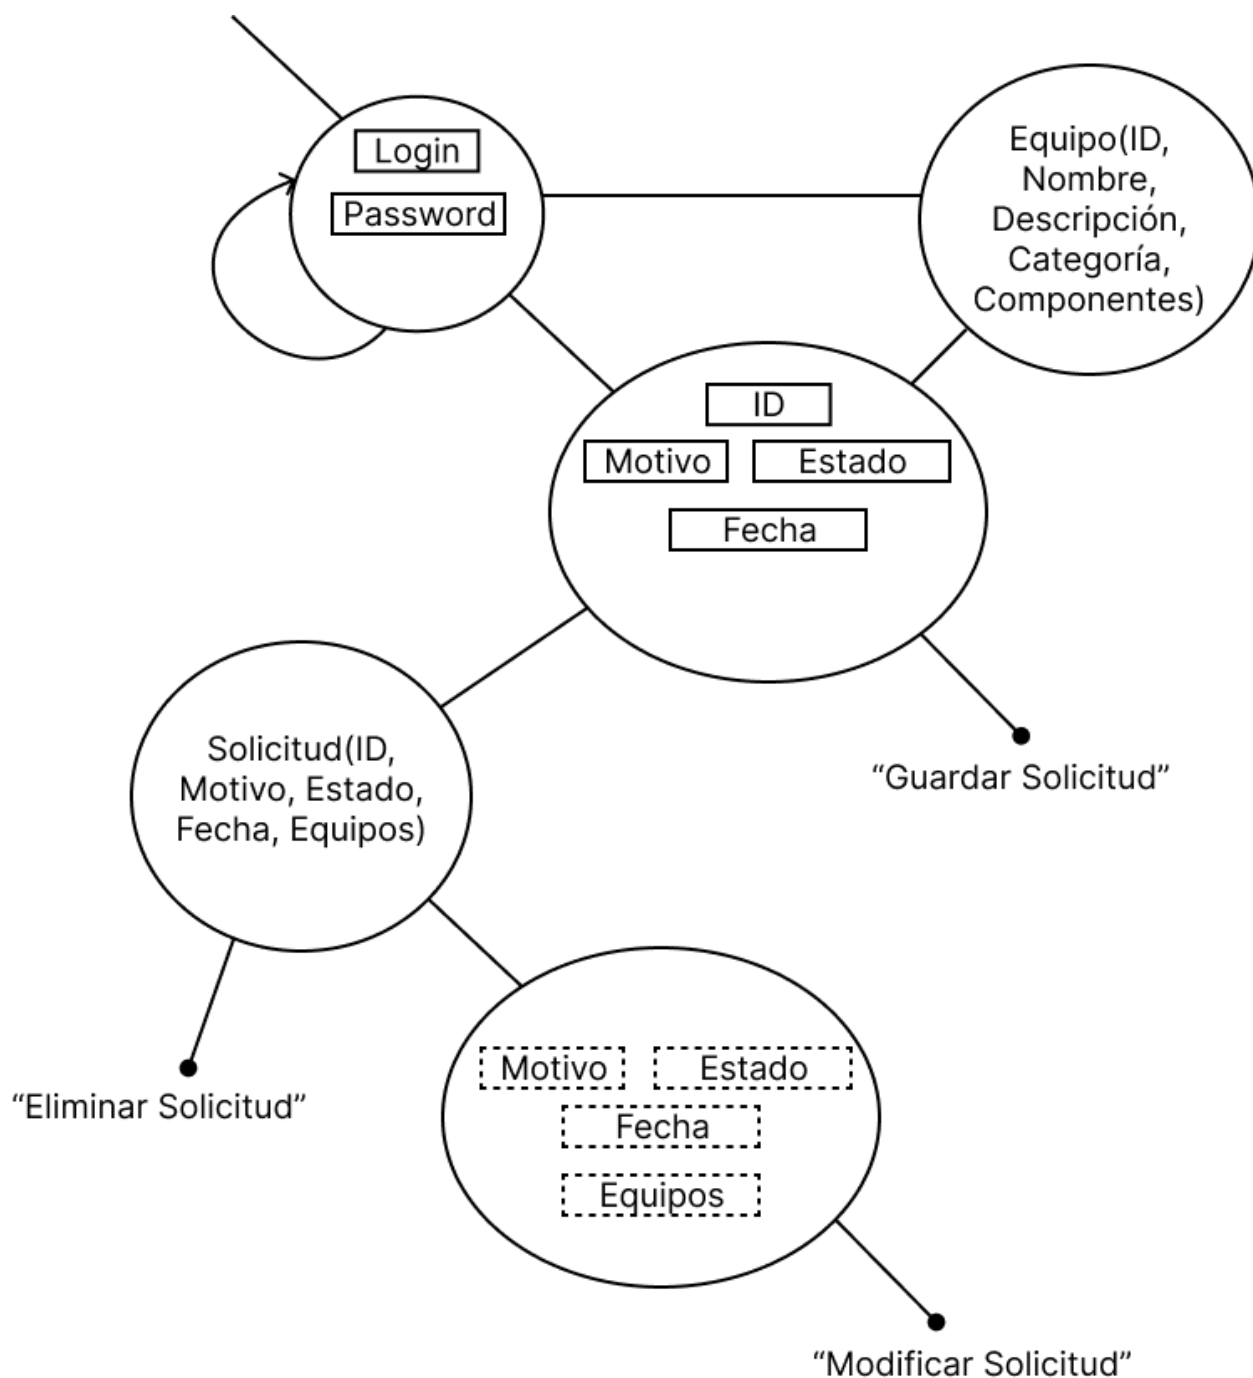 Login
Password
Equipo(ID,
Nombre,
Descripción,
Categoría,
Componentes)
ID
Motivo
Estado
Fecha
“Guardar Solicitud”
Solicitud(ID,
Motivo, Estado,
Fecha, Equipos)
“Eliminar Solicitud”
Motivo
Estado
Fecha
Equipos
“Modificar Solicitud”